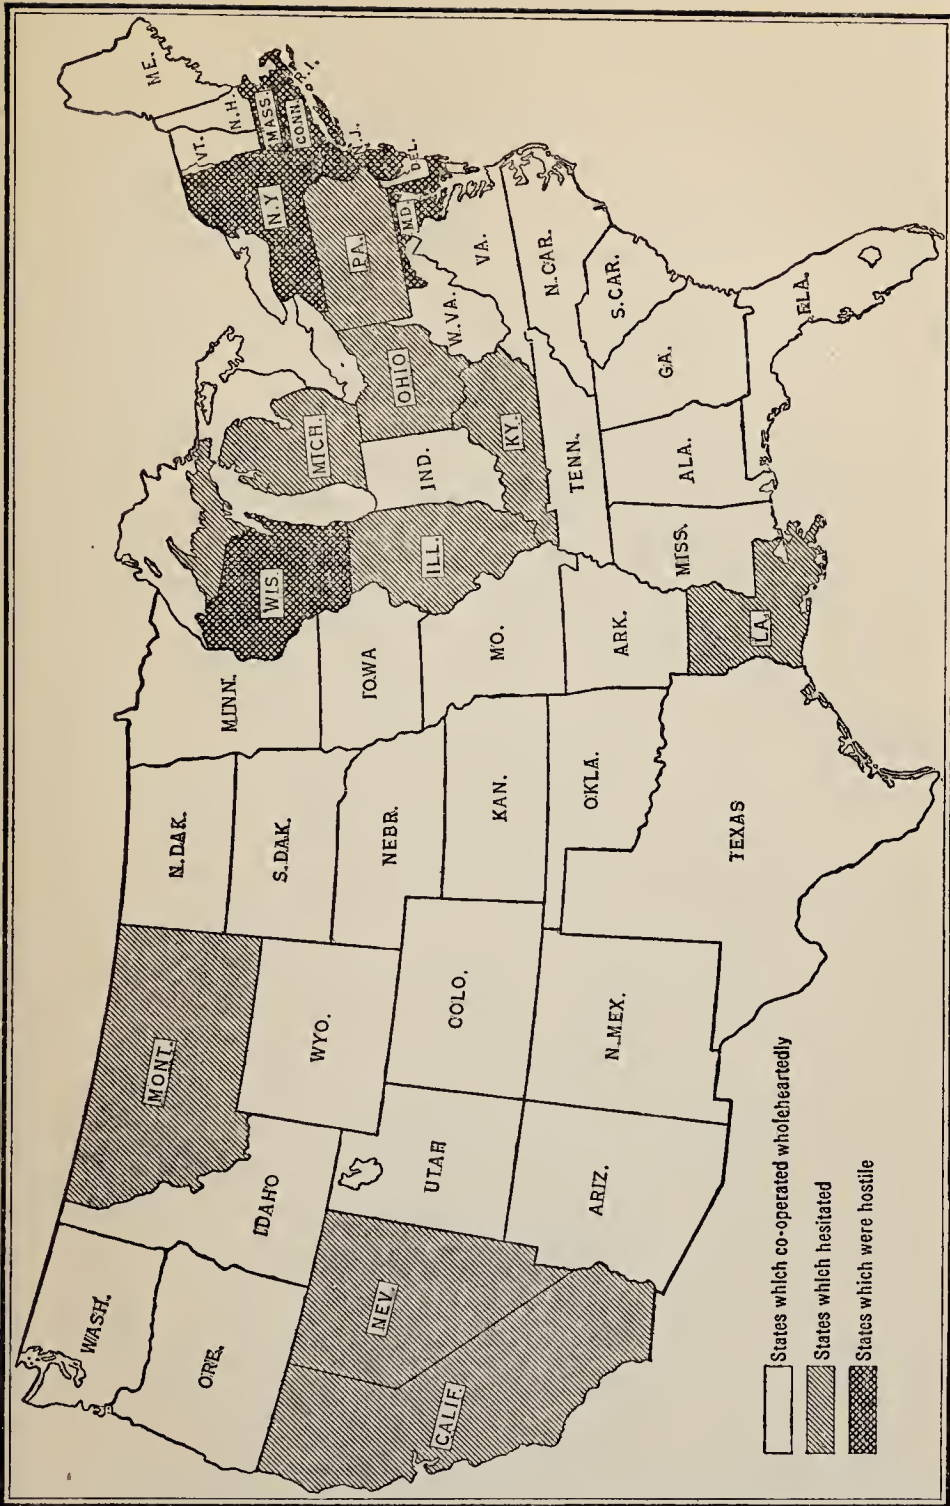 WASH.
ORE.
CALIF.
NEV.
IDAHO
MONT.
WYO.
UTAH
COLO.
ARIZ.
N.MEX.
N.DAK.
S.DAK.
NEBR.
KAN.
OKLA.
TEXAS
MINN.
IOWA
MO.
ARK.
LA.
WIS.
ILL.
MICH.
IND.
OHIO
KY.
TENN.
MISS.
ALA.
GA.
FLA.
S.CAR.
N.CAR.
VA.
W.VA.
PA.
N.Y
VT.
N.H.
ME.
MASS.
CONN.
R.I.
N.J.
DEL.
MD.
States which co-operated wholeheartedly
States which hesitated
States which were hostile